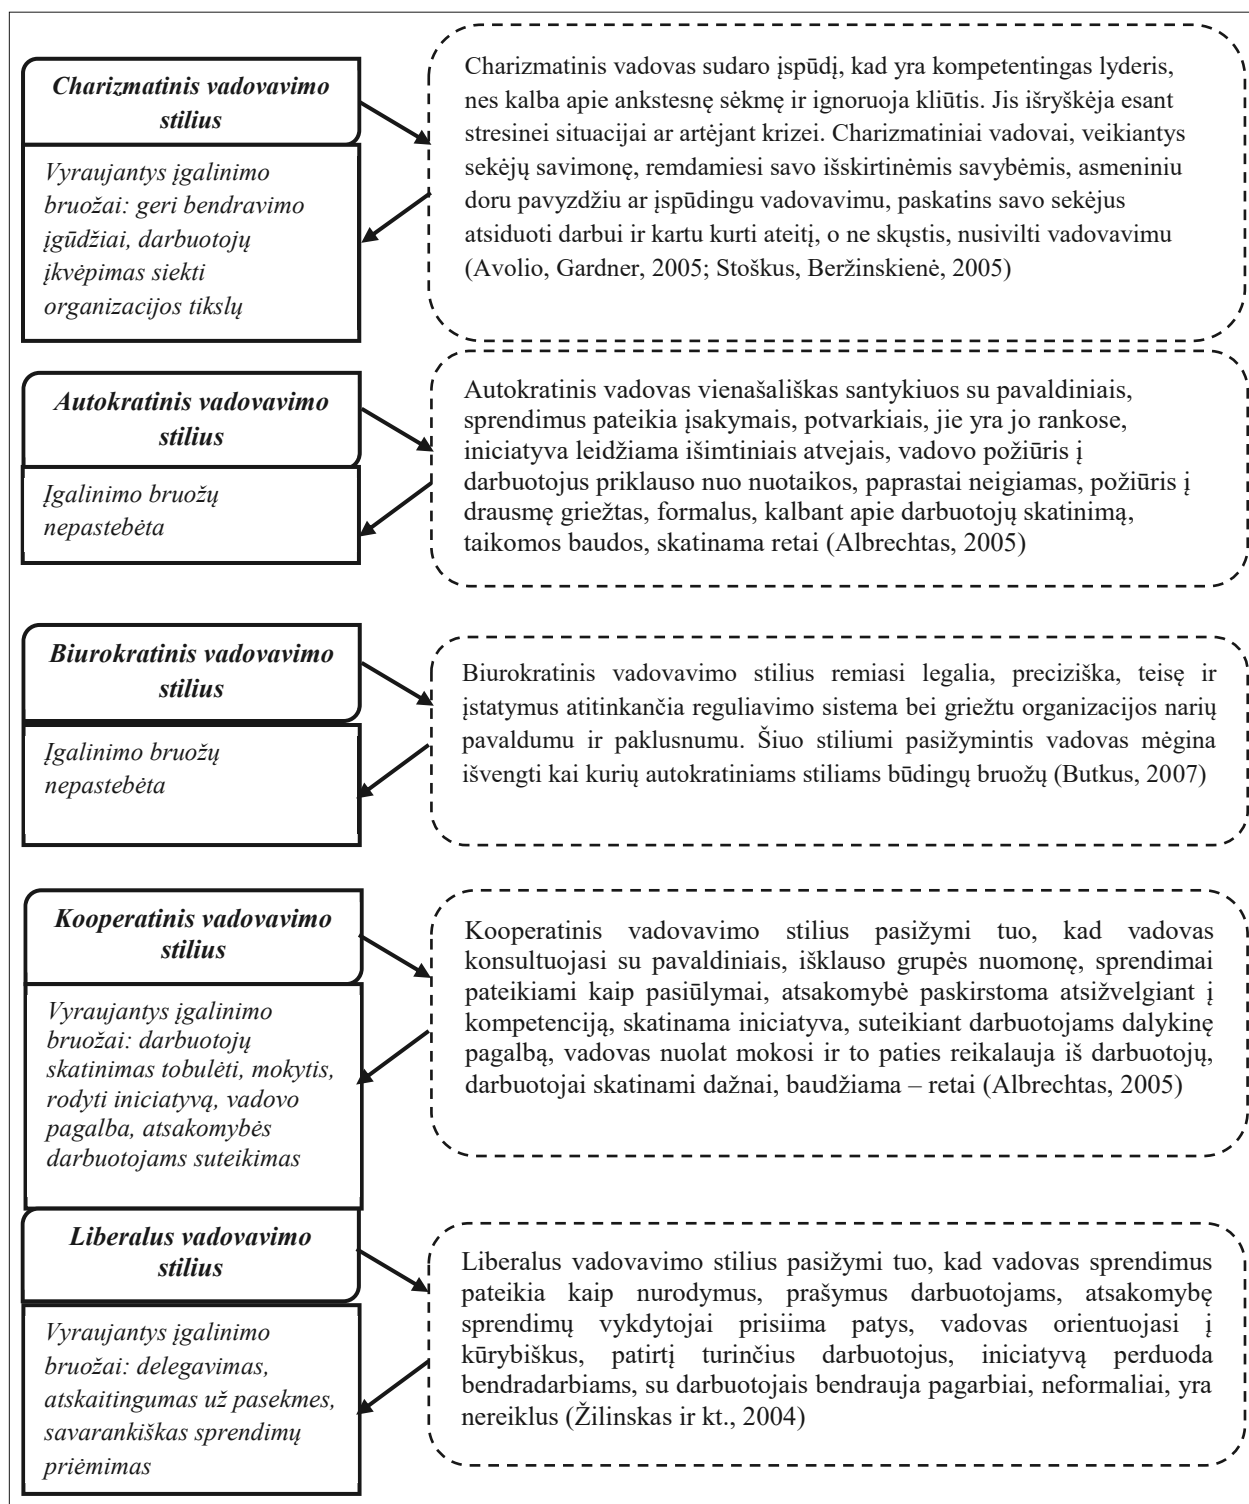 Charizmatinis vadovavimo
stilius
Vyraujantys įgalinimo
bruožai: geri bendravimo
įgūdžiai, darbuotojų
įkvėpimas siekti
organizacijos tikslų
Charizmatinis vadovas sudaro įspūdį, kad yra kompetentingas lyderis,
nes kalba apie ankstesnę sėkmę ir ignoruoja kliūtis. Jis išryškėja esant
stresinei situacijai ar artėjant krizei. Charizmatiniai vadovai, veikiantys
sekėjų savimonę, remdamiesi savo išskirtinėmis savybėmis, asmeniniu
doru pavyzdžiu ar įspūdingu vadovavimu, paskatins savo sekėjus
atsiduoti darbui ir kartu kurti ateitį, o ne skųstis, nusivilti vadovavimu
(Avolio, Gardner, 2005; Stoškus, Beržinskienė, 2005)
Autokratinis vadovavimo
stilius
Įgalinimo bruožų
nepastebėta
Autokratinis vadovas vienašališkas santykiuos su pavaldiniais,
sprendimus pateikia įsakymais, potvarkiais, jie yra jo rankose,
iniciatyva leidžiama išimtiniais atvejais, vadovo požiūris į
darbuotojus priklauso nuo nuotaikos, paprastai neigiamas, požiūris į
drausmę griežtas, formalus, kalbant apie darbuotojų skatinimą,
taikomos baudos, skatinama retai (Albrechtas, 2005)
Biurokratinis vadovavimo
stilius
Įgalinimo bruožų
nepastebėta
Biurokratinis vadovavimo stilius remiasi legalia, preciziška, teisę ir
įstatymus atitinkančia reguliavimo sistema bei griežtu organizacijos narių
pavaldumu ir paklusnumu. Šiuo stiliumi pasižymintis vadovas mėgina
išvengti kai kurių autokratiniams stiliams būdingų bruožų (Butkus, 2007)
Kooperatinis vadovavimo
stilius
Vyraujantys įgalinimo
bruožai: darbuotojų
skatinimas tobulėti, mokytis,
rodyti iniciatyvą, vadovo
pagalba, atsakomybės
darbuotojams suteikimas
Kooperatinis vadovavimo stilius pasižymi tuo, kad vadovas
konsultuojasi su pavaldiniais, išklauso grupės nuomonę, sprendimai
pateikiami kaip pasiūlymai, atsakomybė paskirstoma atsižvelgiant į
kompetenciją, skatinama iniciatyva, suteikiant darbuotojams dalykinę
pagalbą, vadovas nuolat mokosi ir to paties reikalauja iš darbuotojų,
darbuotojai skatinami dažnai, baudžiama – retai (Albrechtas, 2005)
Liberalus vadovavimo
stilius
Vyraujantys įgalinimo
bruožai: delegavimas,
atskaitingumas už pasekmes,
savarankiškas sprendimų
priėmimas
Liberalus vadovavimo stilius pasižymi tuo, kad vadovas sprendimus
pateikia kaip nurodymus, prašymus darbuotojams, atsakomybę
sprendimų vykdytojai prisiima patys, vadovas orientuojasi į
kūrybiškus, patirtį turinčius darbuotojus, iniciatyvą perduoda
bendradarbiams, su darbuotojais bendrauja pagarbiai, neformaliai, yra
nereiklus (Žilinskas ir kt., 2004)